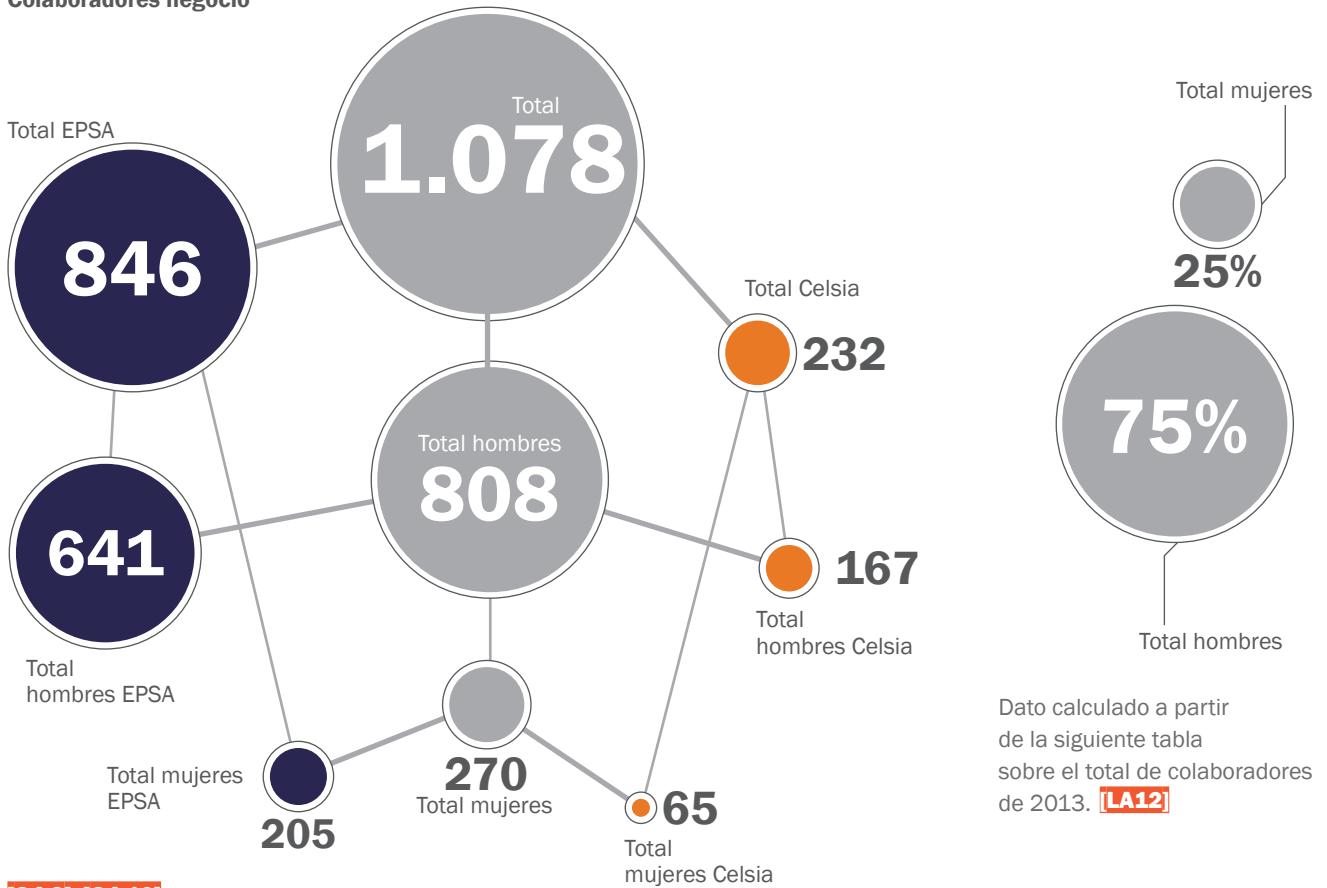 Colaboradores negocio
Total
1.078
Total EPSA
846
Total Celsia
232
Total hombres
808
641
Total
hombres EPSA
167
Total
hombres Celsia
Total mujeres
EPSA
205
270
Total mujeres
65
Total
mujeres Celsia
Total mujeres
25%
75%
Total hombres
Dato calculado a partir
de la siguiente tabla
sobre el total de colaboradores
de 2013. [LA12]